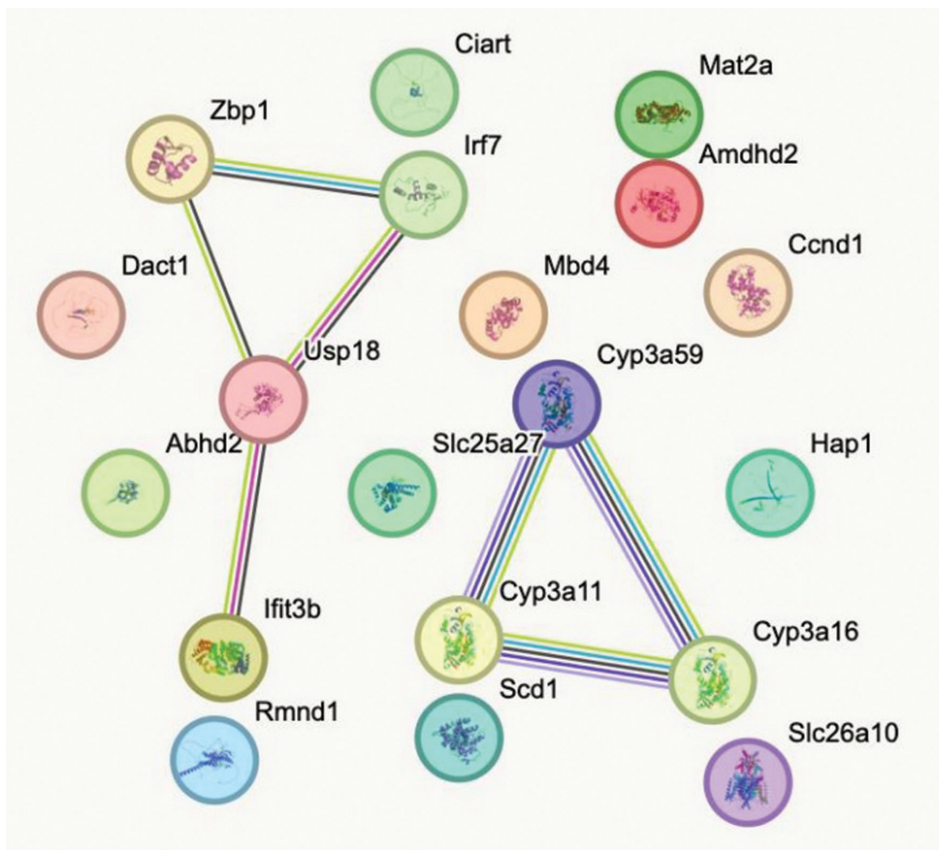 Ciart
Mat2a
Zbp1
Irf7
Amdhd2
Ccnd1
Dact1
Mbd4
Usp18
Cyp3a59
Abhd2
Slc25a27
Hap1
Cyp3a11
Ifit3b
Cyp3a16
Scd1
Rmnd1
Slc26a10